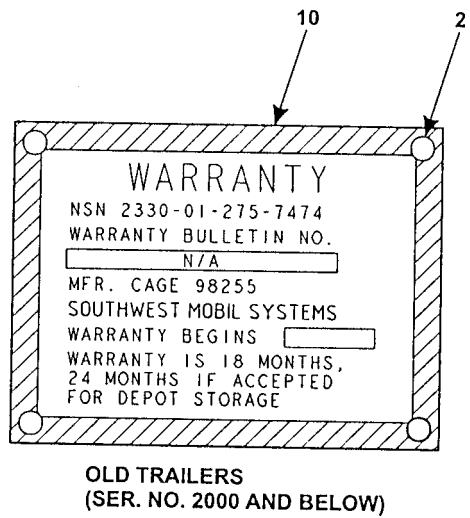 10
2
WARRANTY
NSN 2330-01-275-7474
WARRANTY BULLETIN NO.
N/A
MFR. CAGE 98255
SOUTHWEST MOBIL SYSTEMS
WARRANTY BEGINS
WARRANTY IS 18 MONTHS,
24 MONTHS IF ACCEPTED
FOR DEPOT STORAGE
OLD TRAILERS
(SER. NO. 2000 AND BELOW)